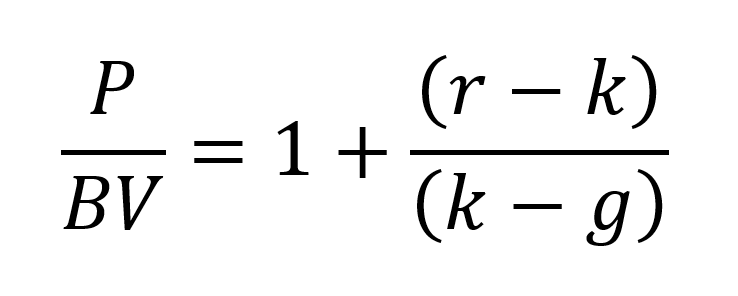 P/BV = 1 + (r − k)/(k − g)